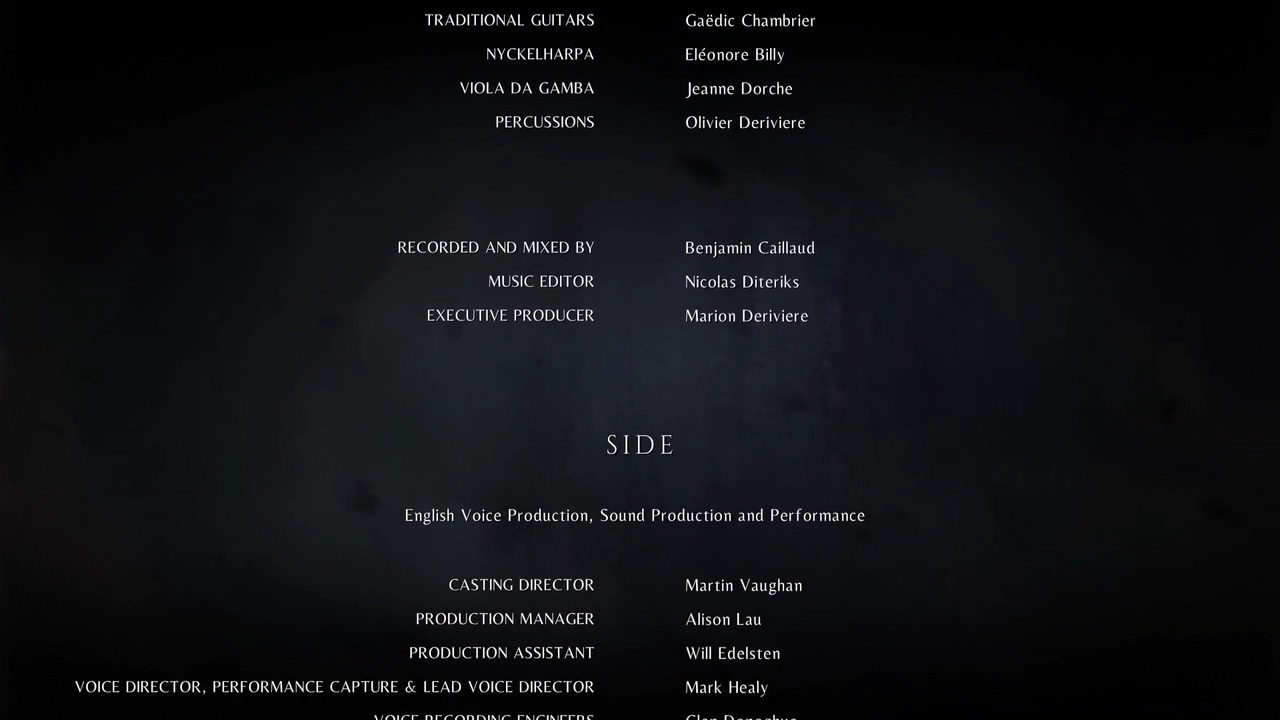 TRADITIONAL GUITARS Gaëdic Chambrier
NYCKELHARPA Eléonore Billy
VIOLA DA GAMBA Jeanne Dorche
PERCUSSIONS Olivier Deriviere
RECORDED AND MIXED BY Benjamin Caillaud
MUSIC EDITOR Nicolas Diteriks
EXECUTIVE PRODUCER Marion Deriviere
SIDE
English Voice Production, Sound Production and Performance
CASTING DIRECTOR Martin Vaughan
PRODUCTION MANAGER Alison Lau
PRODUCTION ASSISTANT Will Edelsten
VOICE DIRECTOR, PERFORMANCE CAPTURE & LEAD VOICE DIRECTOR Mark Healy
VOICE RECORDING ENGINEERS